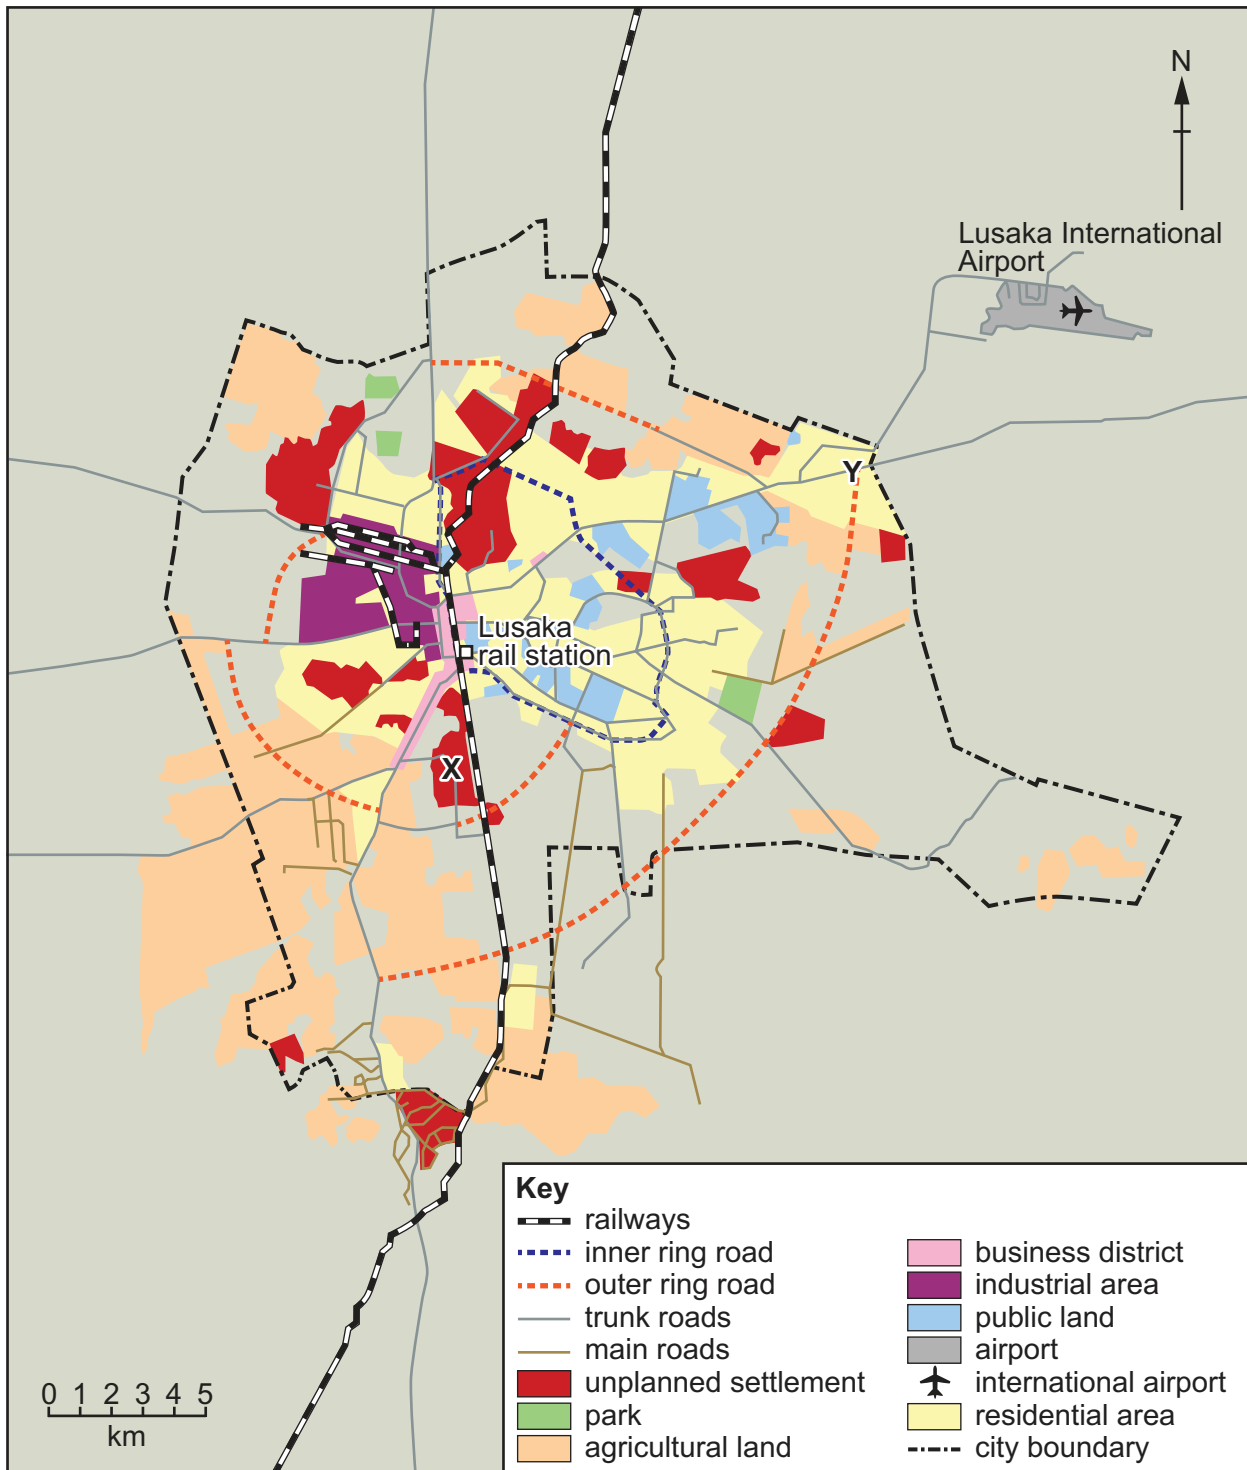 N
Lusaka International
Airport
Y
Lusaka
rail station
X
Key
railways
inner ring road
outer ring road
trunk roads
main roads
unplanned settlement
park
agricultural land
business district
industrial area
public land
airport
international airport
residential area
city boundary
0 1 2 3 4 5
km